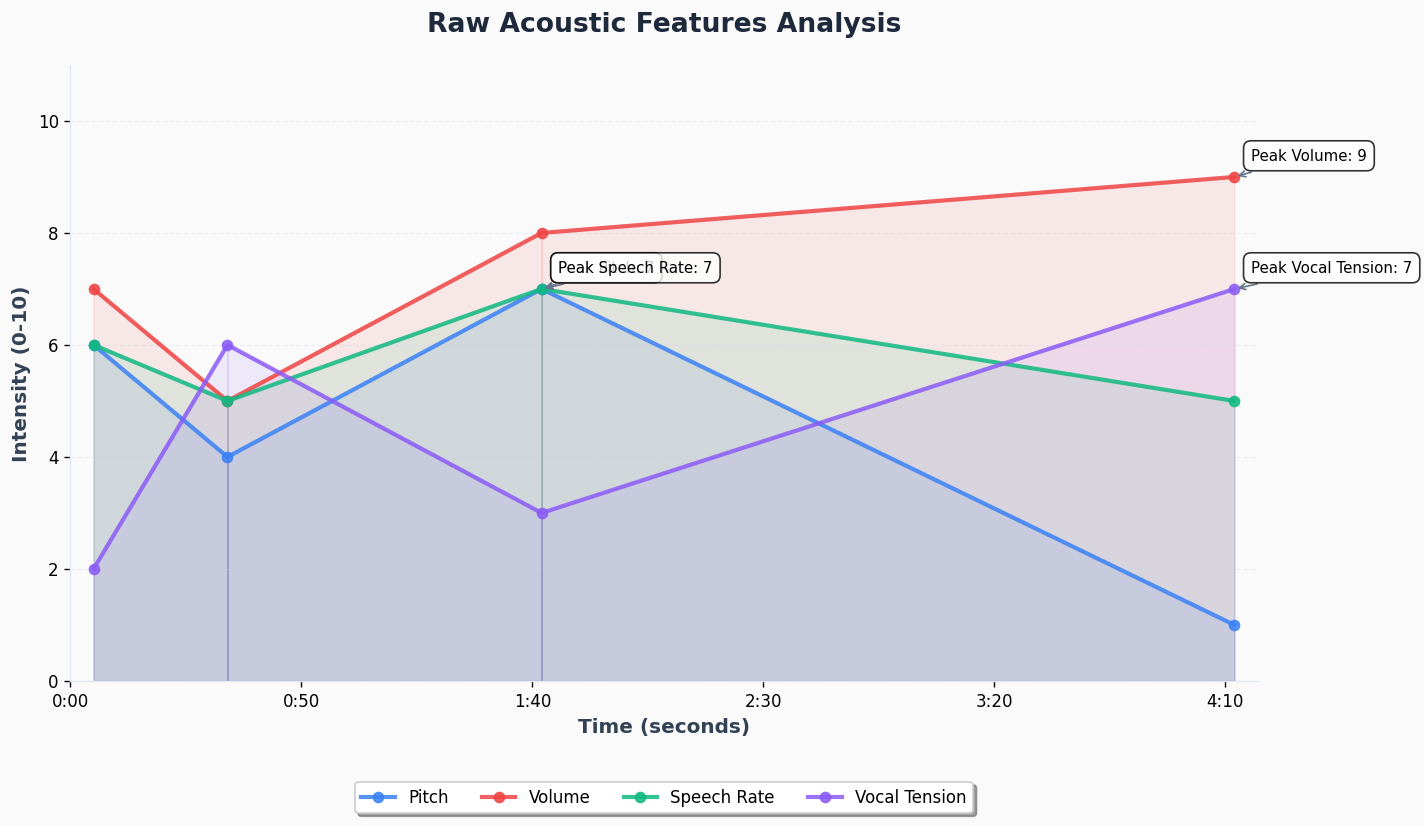 Raw Acoustic Features Analysis
Intensity (0-10)
10
8
6
4
2
0
Peak Volume: 9
Peak Speech Rate: 7
Peak Vocal Tension: 7
0:00 0:50 1:40 2:30 3:20 4:10
Time (seconds)
Pitch Volume Speech Rate Vocal Tension